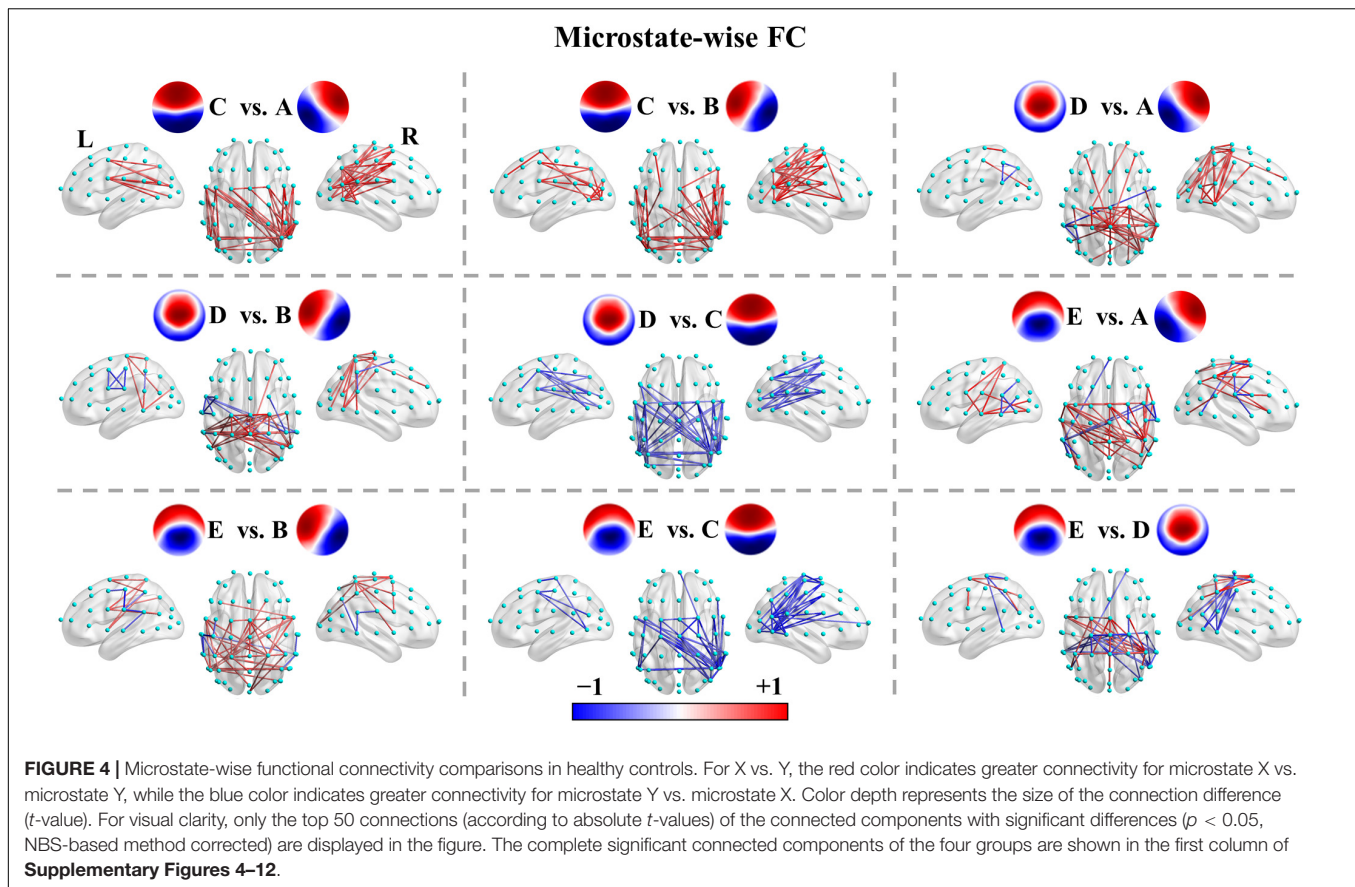 Microstate-wise FC
C vs. A
C vs. B
D vs. A
L
R
D vs. B
D vs. C
E vs. A
E vs. B
E vs. C
E vs. D
−1
+1
FIGURE 4 | Microstate-wise functional connectivity comparisons in healthy controls. For X vs. Y, the red color indicates greater connectivity for microstate X vs.
microstate Y, while the blue color indicates greater connectivity for microstate Y vs. microstate X. Color depth represents the size of the connection difference
(t-value). For visual clarity, only the top 50 connections (according to absolute t-values) of the connected components with significant differences (p < 0.05,
NBS-based method corrected) are displayed in the figure. The complete significant connected components of the four groups are shown in the first column of
Supplementary Figures 4–12.